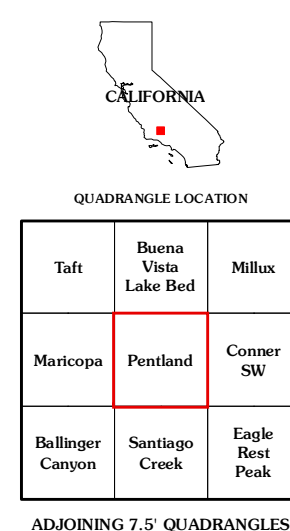 CALIFORNIA
QUADRANGLE LOCATION
Taft
Buena
Vista
Lake Bed
Millux
Maricopa
Pentland
Conner
SW
Ballinger
Canyon
Santiago
Creek
Eagle
Rest
Peak
ADJOINING 7.5' QUADRANGLES